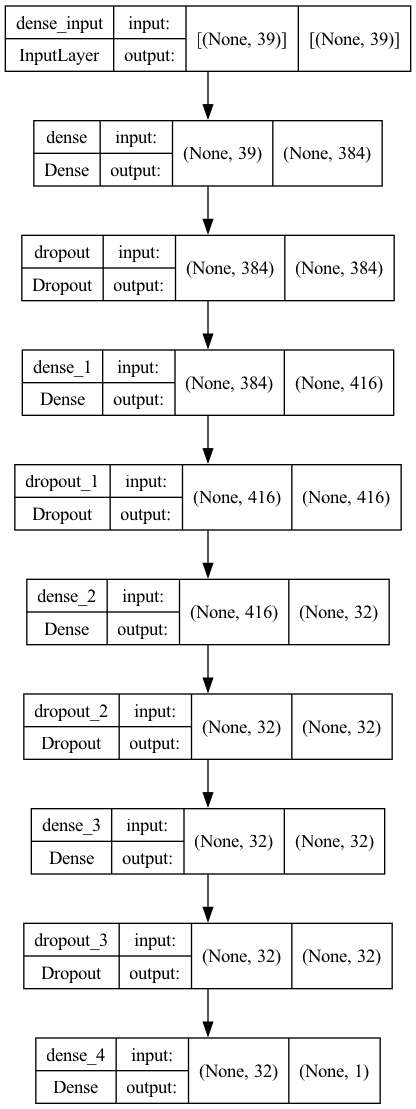 dense_input input: [(None, 39)] [(None, 39)]
InputLayer output:
dense input: (None, 39) (None, 384)
Dense output:
dropout input: (None, 384) (None, 384)
Dropout output:
dense_1 input: (None, 384) (None, 416)
Dense output:
dropout_1 input: (None, 416) (None, 416)
Dropout output:
dense_2 input: (None, 416) (None, 32)
Dense output:
dropout_2 input: (None, 32) (None, 32)
Dropout output:
dense_3 input: (None, 32) (None, 32)
Dense output:
dropout_3 input: (None, 32) (None, 32)
Dropout output:
dense_4 input: (None, 32) (None, 1)
Dense output: